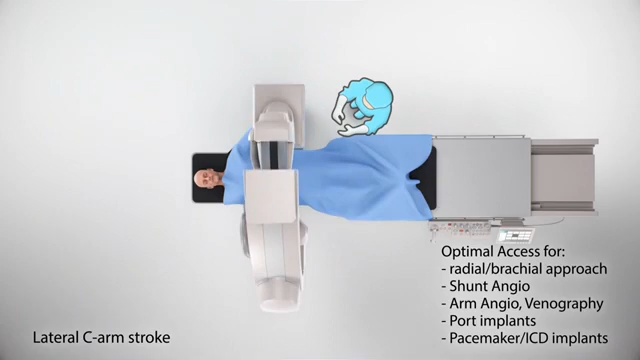 Optimal Access for:
- radial/brachial approach
- Shunt Angio
- Arm Angio, Venography
- Port implants
- Pacemaker/ICD implants
Lateral C-arm stroke